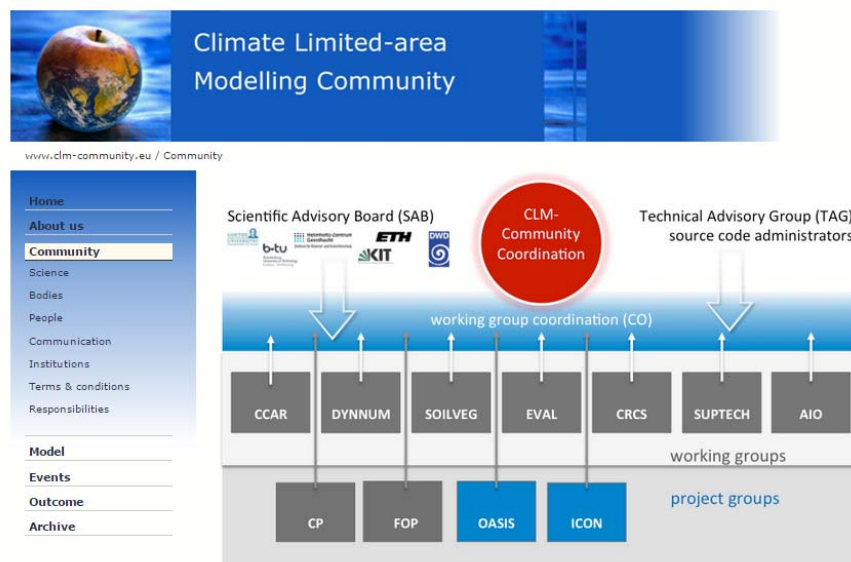 Climate Limited-area
Modelling Community
www.clm-community.eu / Community
Home
About us
Community
Science
Bodies
People
Communication
Institutions
Terms & conditions
Responsibilities
Model
Events
Outcome
Archive
Scientific Advisory Board (SAB)
b-tu
Helmholtz-Zentrum
Geesthacht
ETH
KIT
DWD
CLM-
Community
Coordination
Technical Advisory Group (TAG)
source code administrators
working group coordination (CO)
CCAR
DYNNUM
SOILVEG
EVAL
CRCS
SUPTECH
AIO
working groups
project groups
CP
FOP
OASIS
ICON